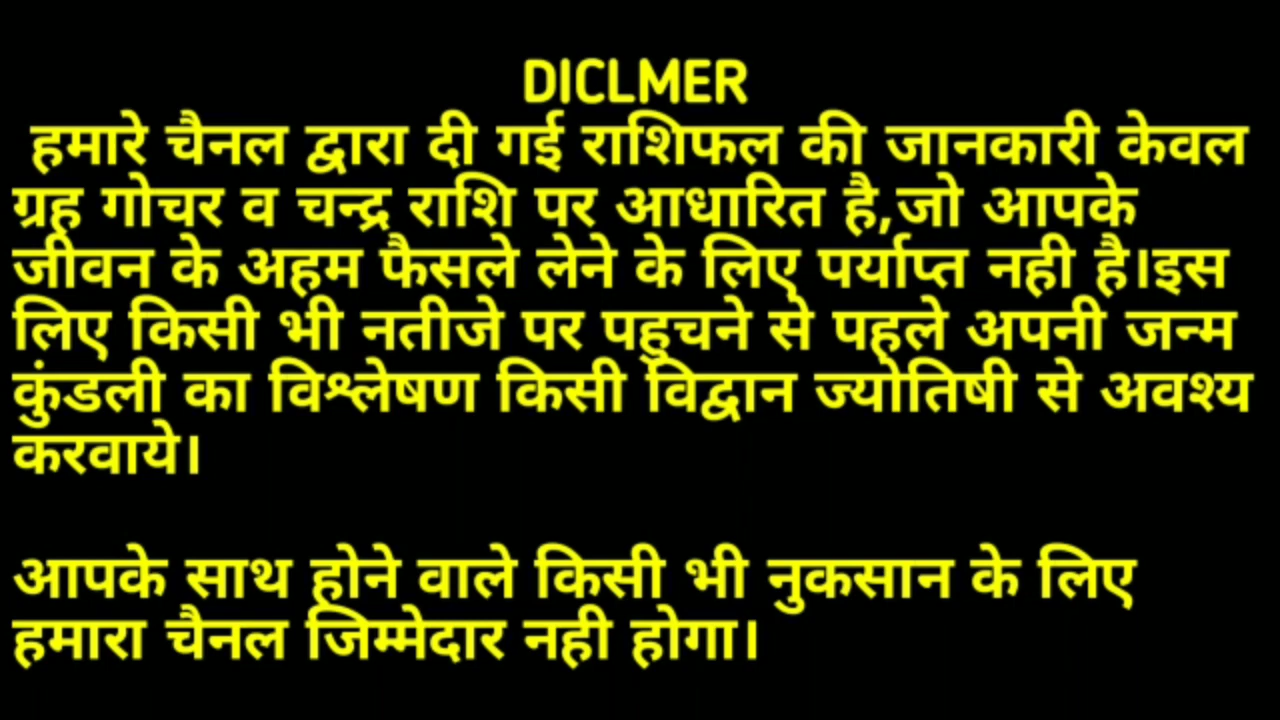 DICLMER
हमारे चैनल द्वारा दी गई राशिफल की जानकारी केवल
ग्रह गोचर व चन्द्र राशि पर आधारित है,जो आपके
जीवन के अहम फैसले लेने के लिए पर्याप्त नही है।इस
लिए किसी भी नतीजे पर पहुचने से पहले अपनी जन्म
कुंडली का विश्लेषण किसी विद्वान ज्योतिषी से अवश्य
करवाये।
आपके साथ होने वाले किसी भी नुकसान के लिए
हमारा चैनल जिम्मेदार नही होगा।